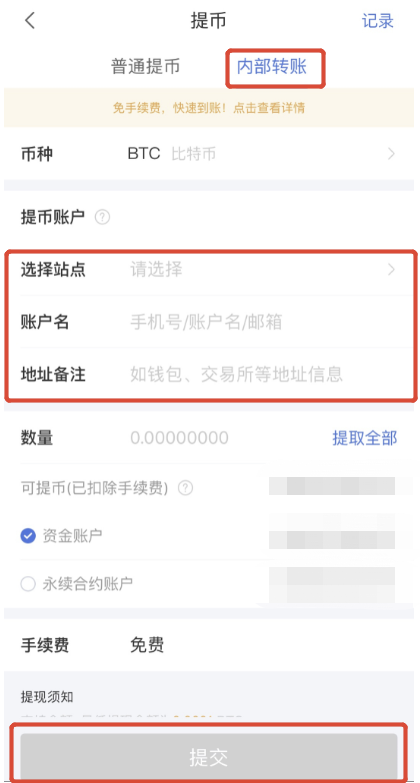 提币
记录
普通提币 内部转账
免手续费，快速到账！点击查看详情
币种 BTC 比特币
提币账户 ?
选择站点 请选择
账户名 手机号/账户名/邮箱
地址备注 如钱包、交易所等地址信息
数量 0.00000000 提取全部
可提币(已扣除手续费) ?
资金账户
永续合约账户
手续费 免费
提现须知
提交